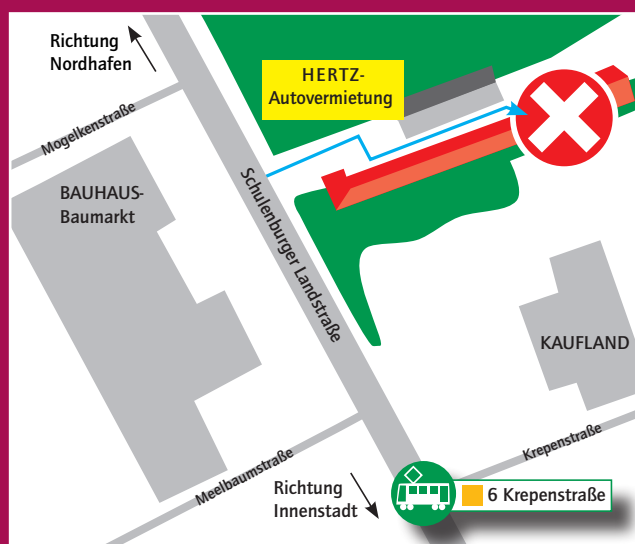 Richtung
Nordhafen
HERTZ-
Autovermietung
Mogelkenstraße
BAUHAUS-
Baumarkt
Schulenburger Landstraße
KAUFLAND
Krepenstraße
Meelbaumstraße
Richtung
Innenstadt
6 Krepenstraße